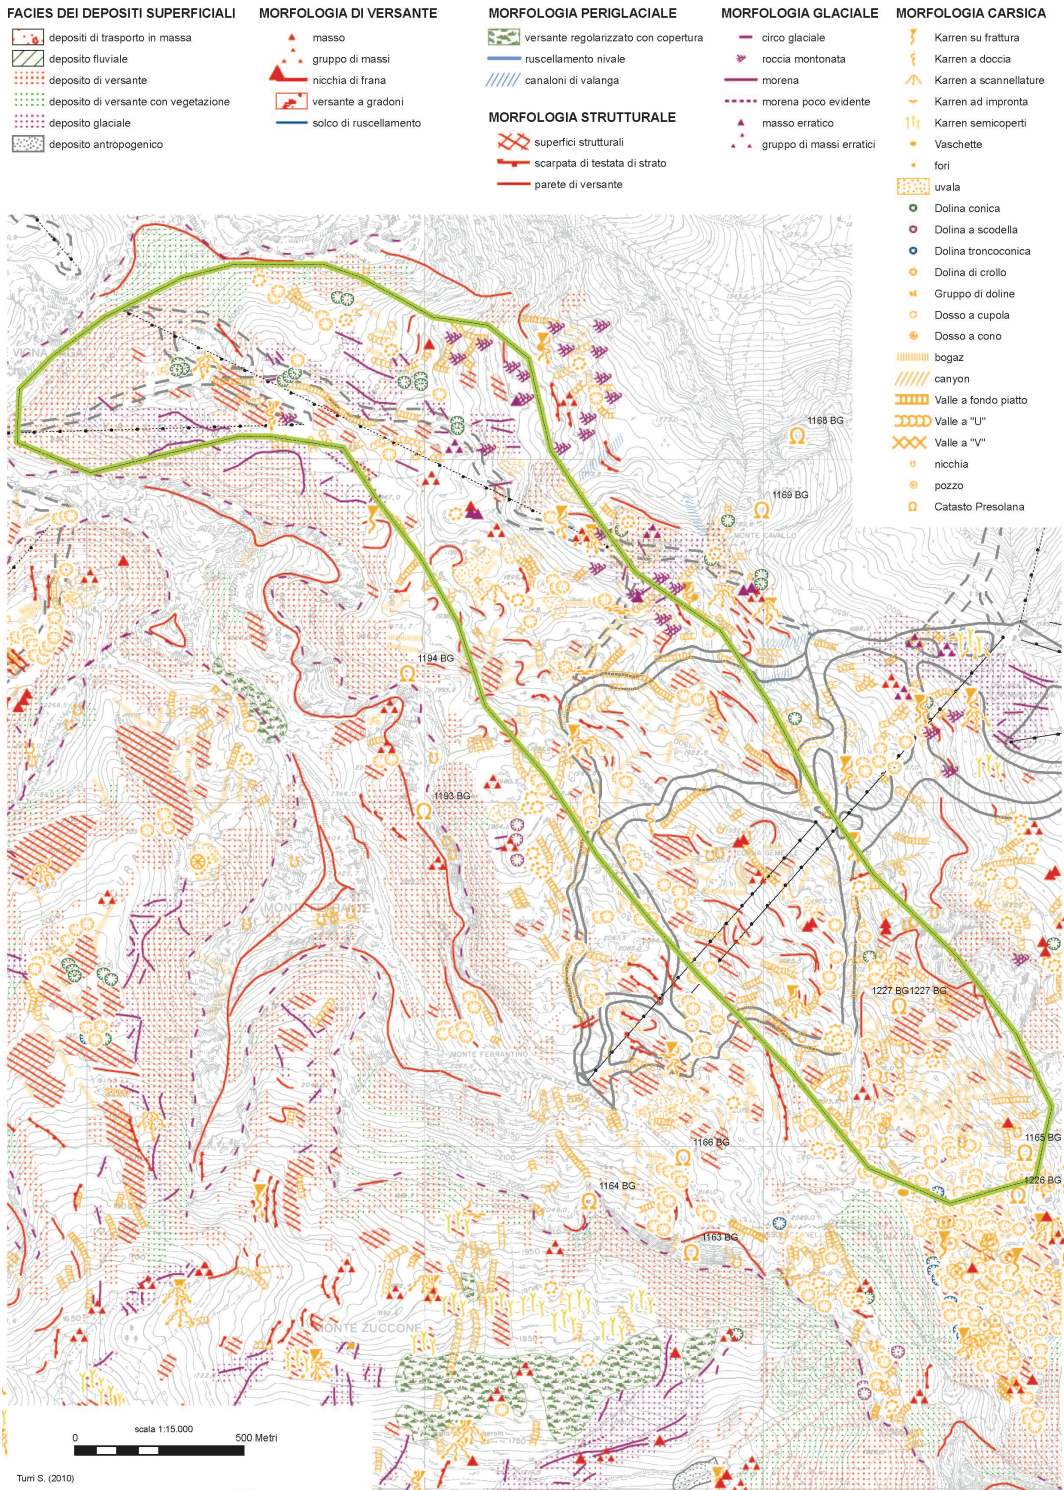 FACIES DEI DEPOSITI SUPERFICIALI
depositi di trasporto in massa
deposito fluviale
deposito di versante
deposito di versante con vegetazione
deposito glaciale
deposito antropogenico
MORFOLOGIA DI VERSANTE
masso
gruppo di massi
nicchia di frana
versante a gradoni
solco di ruscellamento
MORFOLOGIA PERIGLACIALE
versante regolarizzato con copertura
ruscellamento nivale
canaloni di valanga
MORFOLOGIA STRUTTURALE
superfici strutturali
scarpata di testata di strato
parete di versante
MORFOLOGIA GLACIALE
circo glaciale
roccia montonata
morena
morena poco evidente
masso erratico
gruppo di massi erratici
MORFOLOGIA CARSICA
Karren su frattura
Karren a doccia
Karren a scannellature
Karren ad impronta
Karren semicoperti
Vaschette
fori
uvala
Dolina conica
Dolina a scodella
Dolina troncoconica
Dolina di crollo
Gruppo di doline
Dosso a cupola
Dosso a cono
bogaz
canyon
Valle a fondo piatto
Valle a "U"
Valle a "V"
nicchia
pozzo
Catasto Presolana
1168 BG
1169 BG
MONTE CAVALLO
1194 BG
1193 BG
1227 BG 1227 BG
MONTE FERRANTINO
1166 BG
1165 BG
1226 BG
1164 BG
1163 BG
MONTE ZUCCONE
scala 1:15.000
0 500 Metri
Turri S. (2010)